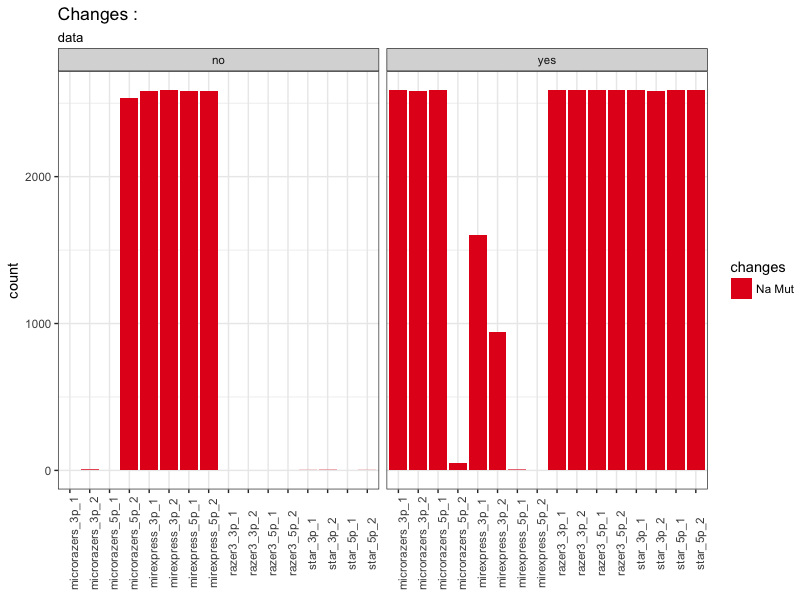 Changes :
data
no
yes
count
2000
1000
0
microrazers_3p_1
microrazers_3p_2
microrazers_5p_1
microrazers_5p_2
mirexpress_3p_1
mirexpress_3p_2
mirexpress_5p_1
mirexpress_5p_2
razer3_3p_1
razer3_3p_2
razer3_5p_1
razer3_5p_2
star_3p_1
star_3p_2
star_5p_1
star_5p_2
microrazers_3p_1
microrazers_3p_2
microrazers_5p_1
microrazers_5p_2
mirexpress_3p_1
mirexpress_3p_2
mirexpress_5p_1
mirexpress_5p_2
razer3_3p_1
razer3_3p_2
razer3_5p_1
razer3_5p_2
star_3p_1
star_3p_2
star_5p_1
star_5p_2
changes
Na Mut